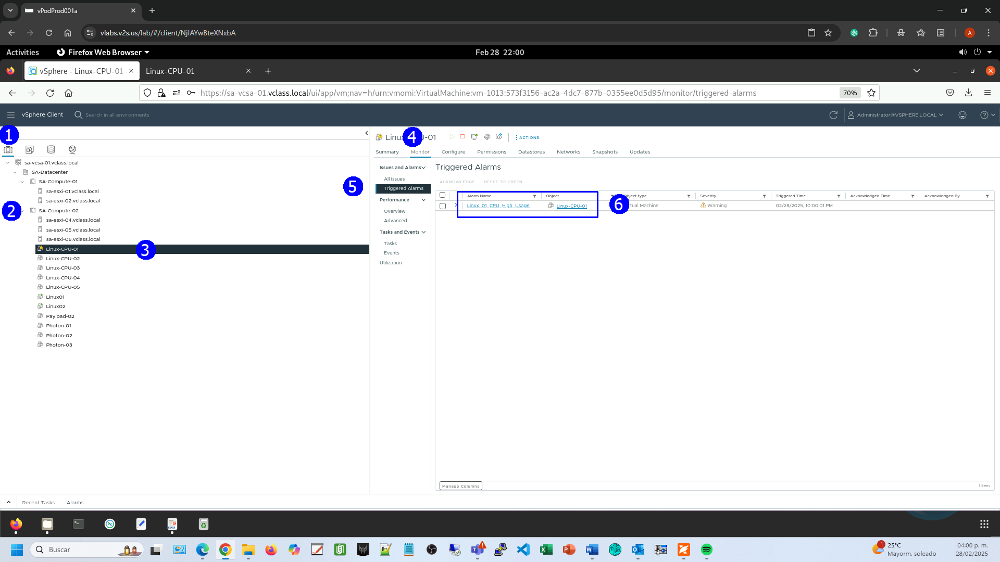 vPodProd001a
vlabs.v2s.us/lab/#/client/NjIAYwBteXNxbA
A
Activities
Firefox Web Browser
Feb 28 22:00
vSphere - Linux-CPU-01
Linux-CPU-01
https://sa-vcsa-01.vclass.local/ui/app/vm;nav=h/urn:vmomi:VirtualMachine:vm-1013:573f3156-ac2a-4dc7-877b-0355ee0d5d95/monitor/triggered-alarms
70%
vSphere Client
Search in all environments
Administrator@VSPHERE.LOCAL
1
sa-vcsa-01.vclass.local
SA-Datacenter
SA-Compute-01
sa-esxi-01.vclass.local
sa-esxi-02.vclass.local
2
SA-Compute-02
sa-esxi-04.vclass.local
sa-esxi-05.vclass.local
sa-esxi-06.vclass.local
Linux-CPU-01
3
Linux-CPU-02
Linux-CPU-03
Linux-CPU-04
Linux-CPU-05
Linux01
Linux02
Payload-02
Photon-01
Photon-02
Photon-03
4
ACTIONS
Summary
Monitor
Configure
Permissions
Datastores
Networks
Snapshots
Updates
5
Issues and Alarms
All Issues
Triggered Alarms
Performance
Overview
Advanced
Tasks and Events
Tasks
Events
Utilization
Triggered Alarms
ACKNOWLEDGE
RESET TO GREEN
Alarm Name
Object
6
type
Severity
Triggered Time
Acknowledged Time
Acknowledged By
Linux_01_CPU_High_Usage
Linux-CPU-01
Machine
Warning
02/28/2025, 10:00:01 PM
Manage Columns
1 item
Recent Tasks
Alarms
Buscar
1
25°C
Mayorm. soleado
04:00 p. m.
28/02/2025